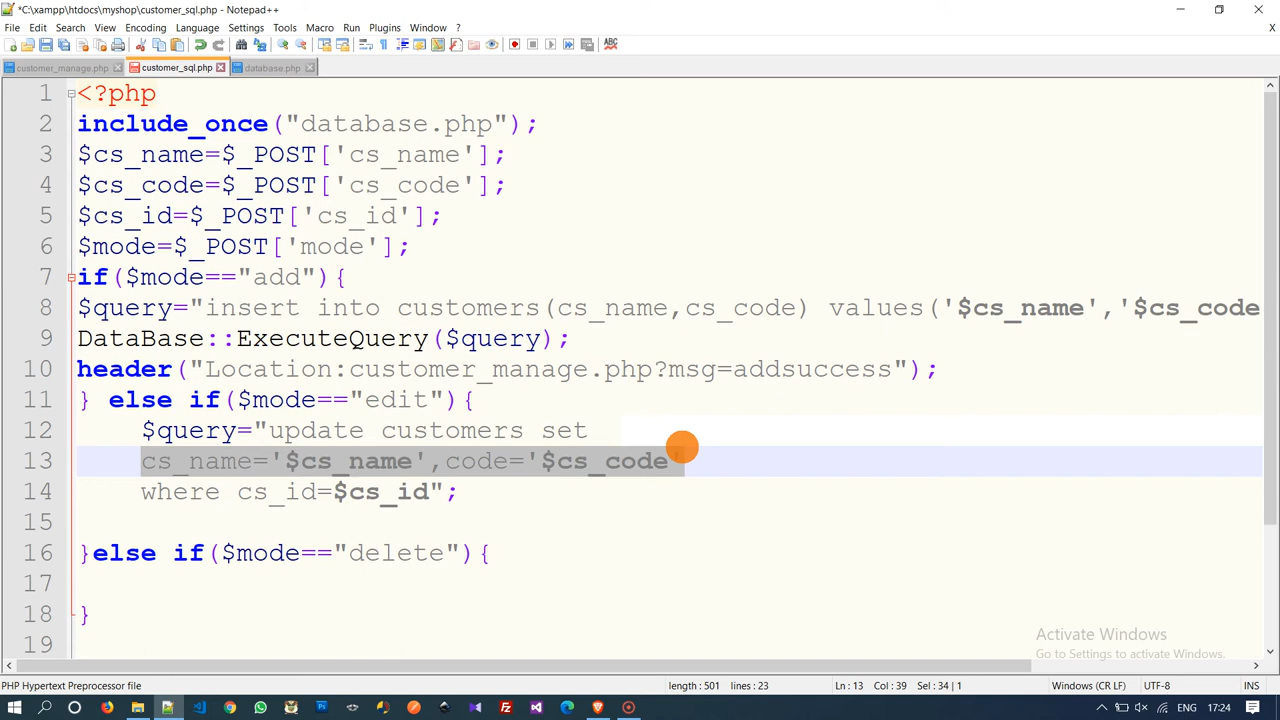 *C:\xampp\htdocs\myshop\customer_sql.php - Notepad++
File Edit Search View Encoding Language Settings Tools Macro Run Plugins Window ?
X
customer_manage.php customer_sql.php database.php
1 <?php
2 include_once("database.php");
3 $cs_name=$_POST['cs_name'];
4 $cs_code=$_POST['cs_code'];
5 $cs_id=$_POST['cs_id'];
6 $mode=$_POST['mode'];
7 if($mode=="add"){
8 $query="insert into customers(cs_name,cs_code) values('$cs_name','$cs_code
9 DataBase::ExecuteQuery($query);
10 header("Location:customer_manage.php?msg=addsuccess");
11 } else if($mode=="edit"){
12 $query="update customers set
13 cs_name='$cs_name',code='$cs_code'
14 where cs_id=$cs_id";
15
16 }else if($mode=="delete"){
17
18 }
19
Activate Windows
Go to Settings to activate Windows.
PHP Hypertext Preprocessor file length : 501 lines : 23 Ln : 13 Col : 39 Sel : 34 | 1 Windows (CR LF) UTF-8 INS
ENG 17:24